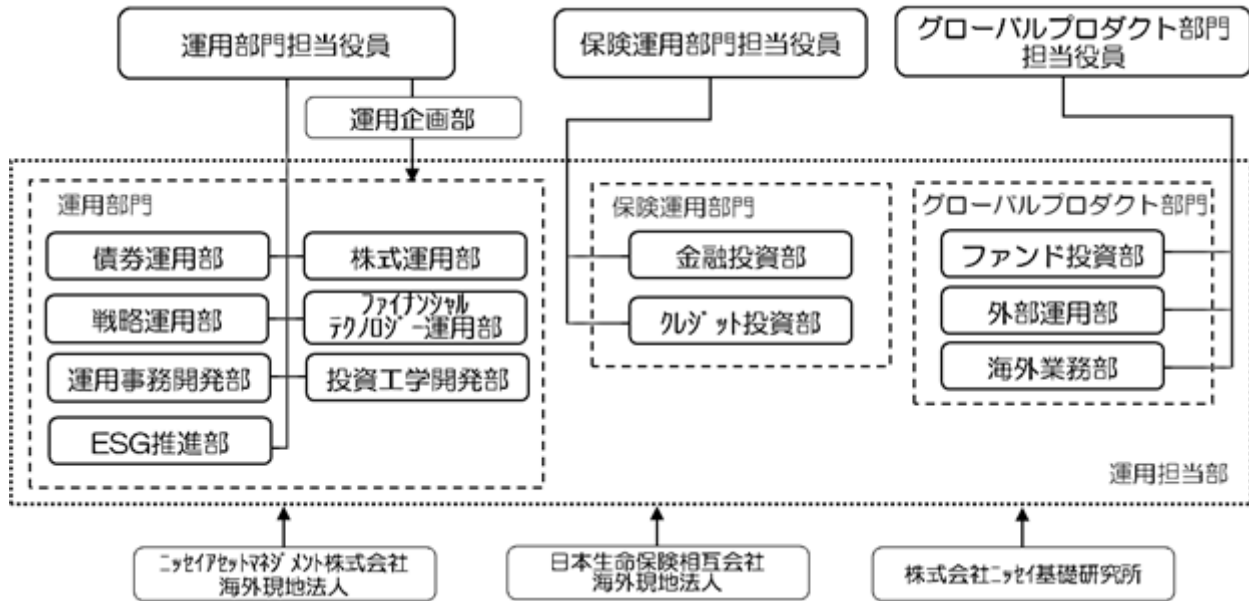 運用部門担当役員
保険運用部門担当役員
グローバルプロダクト部門
担当役員
運用企画部
運用部門
債券運用部
株式運用部
戦略運用部
ファイナンシャル
テクノロジー運用部
運用事務開発部
投資工学開発部
ESG推進部
保険運用部門
金融投資部
クレジット投資部
グローバルプロダクト部門
ファンド投資部
外部運用部
海外業務部
運用担当部
ニッセイアセットマネジメント株式会社
海外現地法人
日本生命保険相互会社
海外現地法人
株式会社ニッセイ基礎研究所